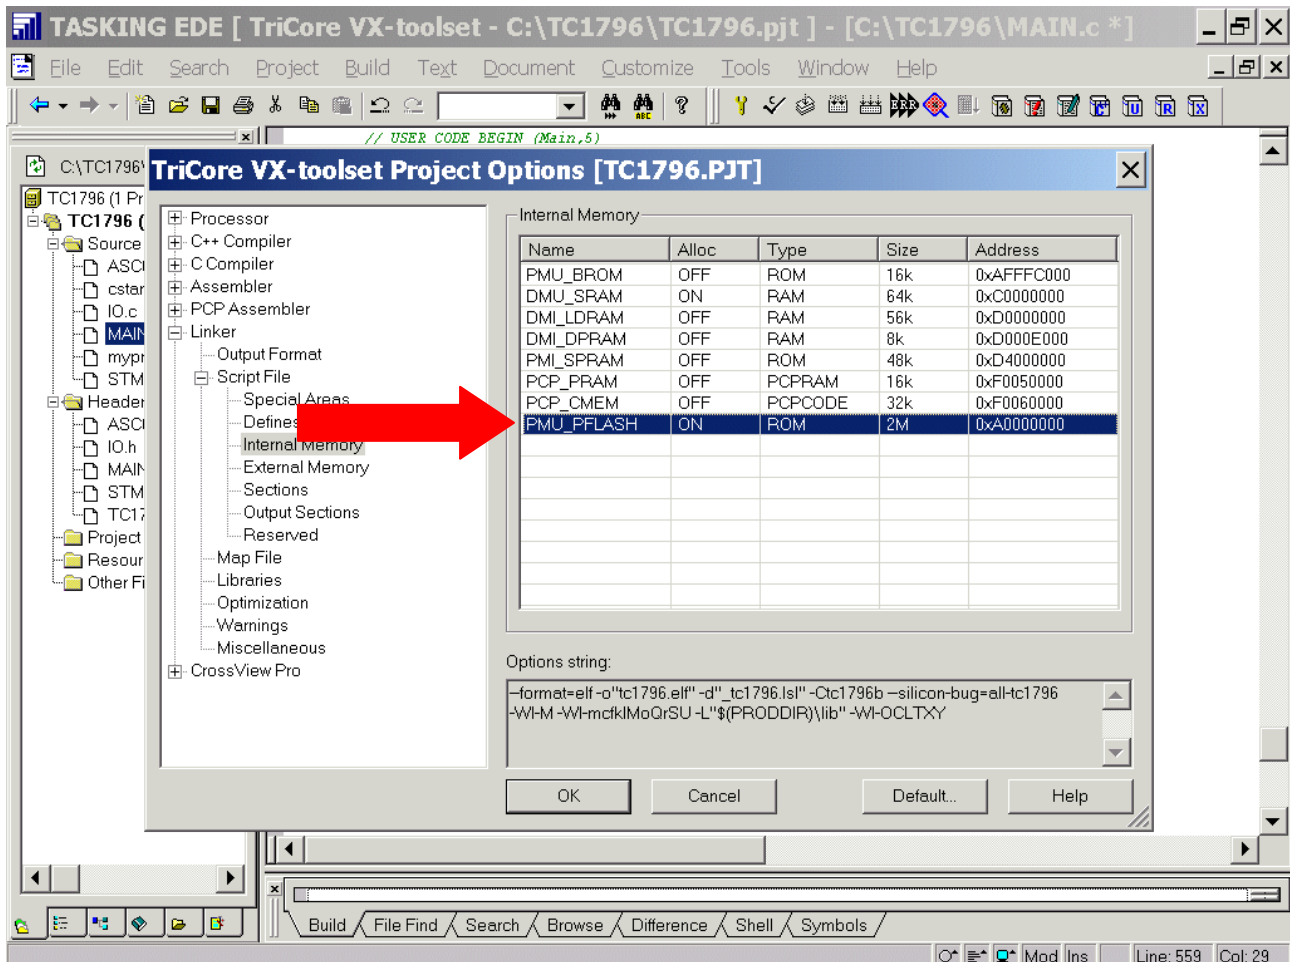 TASKING EDE [ TriCore VX-toolset - C:\TC1796\TC1796.pjt ] - [C:\TC1796\MAIN.c *]
File Edit Search Project Build Text Document Customize Tools Window Help
// USER CODE BEGIN (Main,5)
C:\TC1796\
TriCore VX-toolset Project Options [TC1796.PJT]
TC1796 (1 Pr
TC1796 (
Source
ASCI
cstar
IO.c
MAIN
mypr
STM
Header
ASCI
IO.h
MAIN
STM
TC17
Project
Resour
Other Fi
Processor
C++ Compiler
C Compiler
Assembler
PCP Assembler
Linker
Output Format
Script File
Special Areas
Defines
Internal Memory
External Memory
Sections
Output Sections
Reserved
Map File
Libraries
Optimization
Warnings
Miscellaneous
CrossView Pro
Internal Memory
Name Alloc Type Size Address
PMU_BROM OFF ROM 16k 0xAFFFC000
DMU_SRAM ON RAM 64k 0xC0000000
DMI_LDRAM OFF RAM 56k 0xD0000000
DMI_DPRAM OFF RAM 8k 0xD000E000
PMI_SPRAM OFF ROM 48k 0xD4000000
PCP_PRAM OFF PCPRAM 16k 0xF0050000
PCP_CMEM OFF PCPCODE 32k 0xF0060000
PMU_PFLASH ON ROM 2M 0xA0000000
Options string:
--format=elf -o"tc1796.elf" -d"_tc1796.lsl" -Ctc1796b --silicon-bug=all-tc1796
-Wl-M -Wl-mcfklMoQrSU -L"$(PRODDIR)\lib" -Wl-OCLTXY
OK Cancel Default... Help
Build File Find Search Browse Difference Shell Symbols
Mod Ins Line: 559 Col: 29